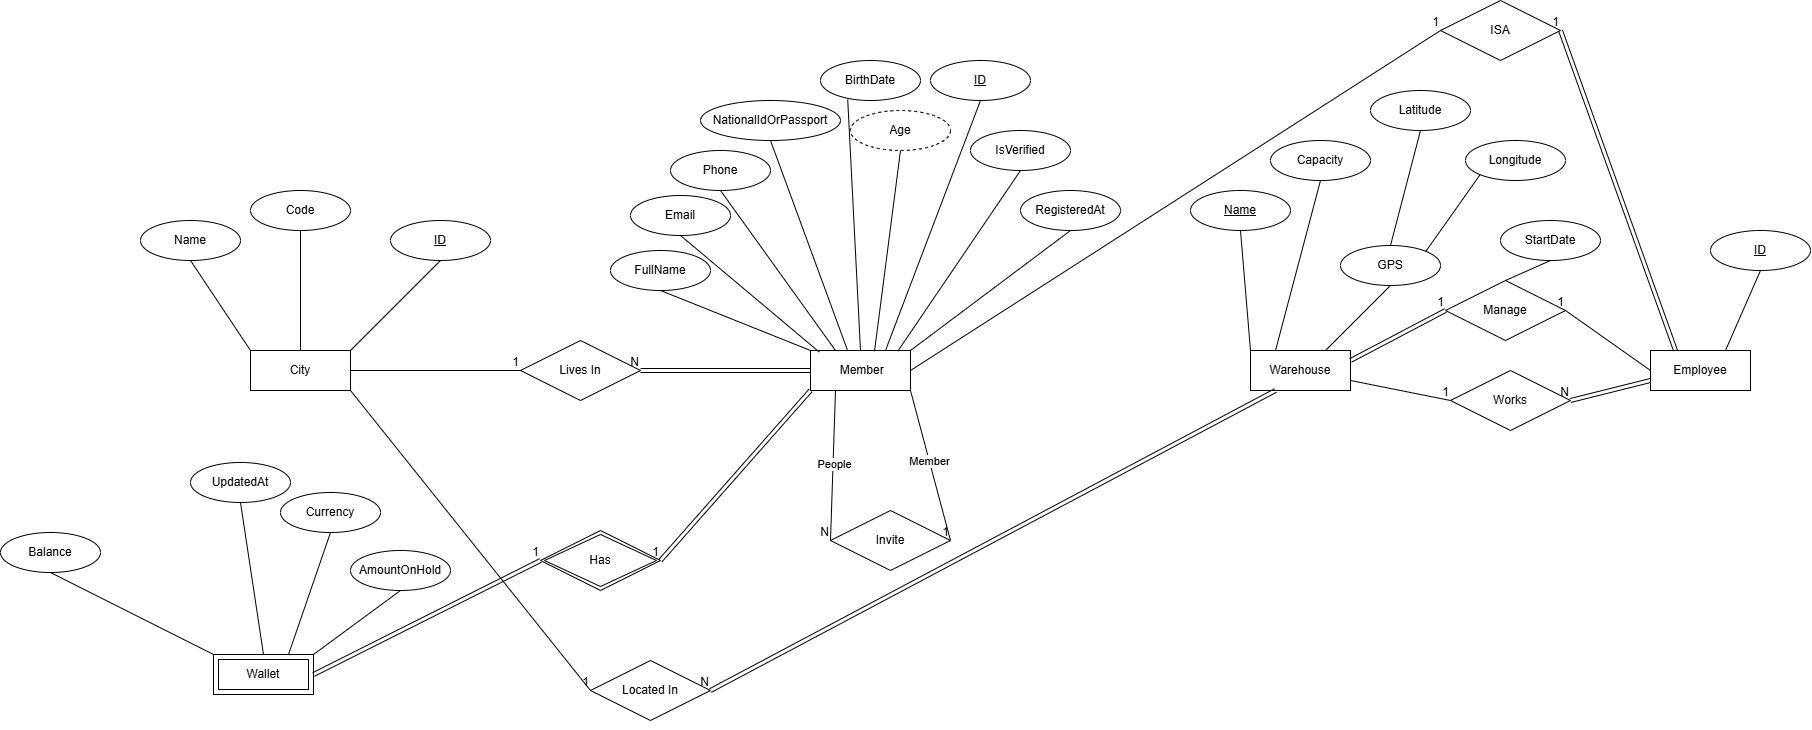 1
ISA
1
BirthDate
ID
NationalIdOrPassport
Age
Latitude
IsVerified
Capacity
Longitude
Phone
Email
RegisteredAt
Name
Code
Name
ID
StartDate
ID
FullName
GPS
1
Manage
1
City
1
Lives In
N
Member
Warehouse
Employee
1
Works
N
People
Member
UpdatedAt
Currency
N
Invite
1
Balance
1
Has
1
AmountOnHold
Wallet
1
Located In
N